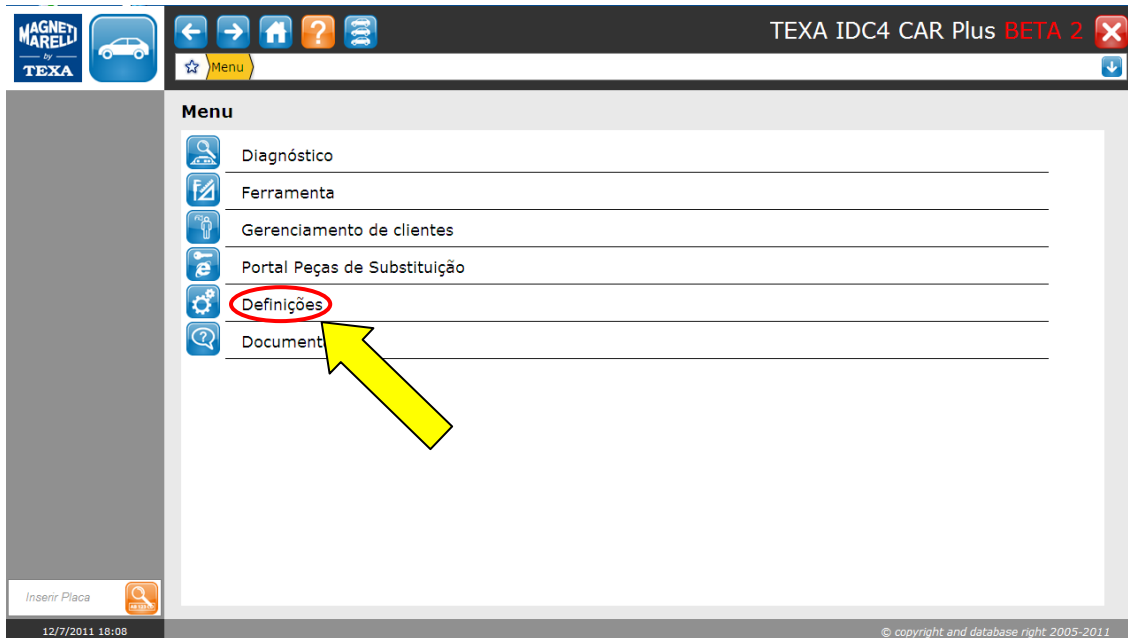 MAGNETI
MARELLI
by
TEXA
TEXA IDC4 CAR Plus BETA 2
Menu
Menu
Diagnóstico
Ferramenta
Gerenciamento de clientes
Portal Peças de Substituição
Definições
Document
Inserir Placa
12/7/2011 18:08
© copyright and database right 2005-2011